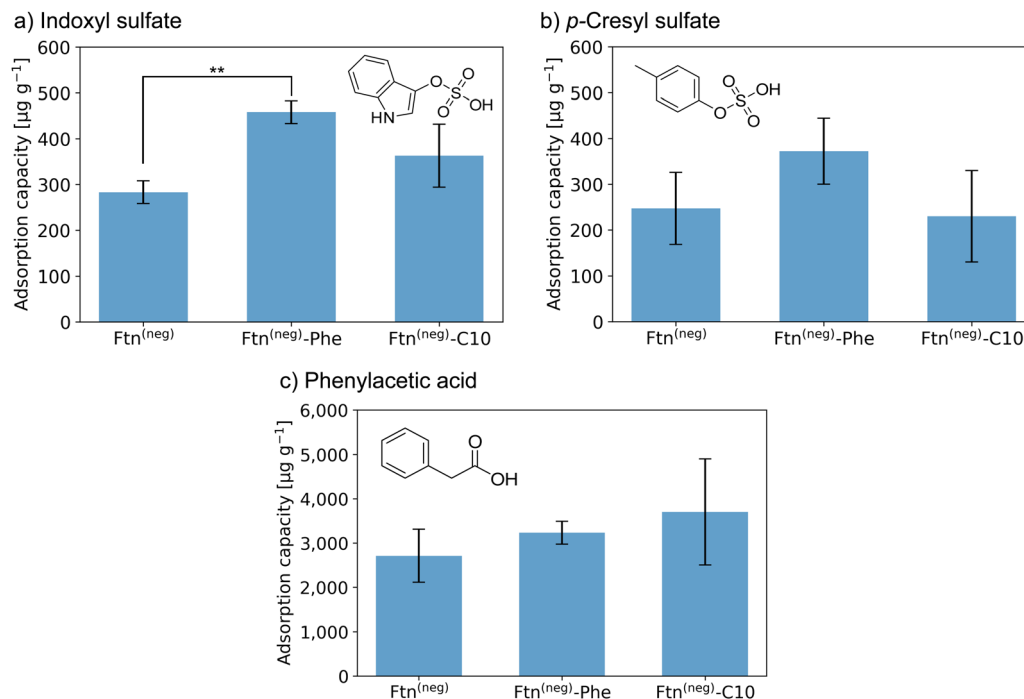 a) Indoxyl sulfate
Adsorption capacity [µg g⁻¹]
600
500
400
300
200
100
0
**
O
O
S
OH
O
HN
Ftn⁽ⁿᵉᵍ⁾
Ftn⁽ⁿᵉᵍ⁾-Phe
Ftn⁽ⁿᵉᵍ⁾-C10
b) p-Cresyl sulfate
Adsorption capacity [µg g⁻¹]
600
500
400
300
200
100
0
O
S
OH
O
O
Ftn⁽ⁿᵉᵍ⁾
Ftn⁽ⁿᵉᵍ⁾-Phe
Ftn⁽ⁿᵉᵍ⁾-C10
c) Phenylacetic acid
Adsorption capacity [µg g⁻¹]
6,000
5,000
4,000
3,000
2,000
1,000
0
O
OH
Ftn⁽ⁿᵉᵍ⁾
Ftn⁽ⁿᵉᵍ⁾-Phe
Ftn⁽ⁿᵉᵍ⁾-C10